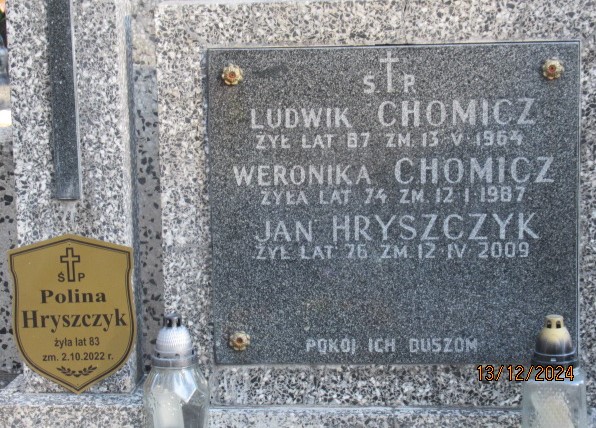 Ś P
LUDWIK CHOMICZ
ŻYŁ LAT 67 ZM. 13 V 1964
WERONIKA CHOMICZ
ŻYŁA LAT 74 ZM. 12 I 1987
JAN HRYSZCZYK
ŻYŁ LAT 76 ZM. 12 IV 2009
POKÓJ ICH DUSZOM
Ś P
Polina
Hryszczyk
żyła lat 83
zm. 2.10.2022 r.
13/12/2024